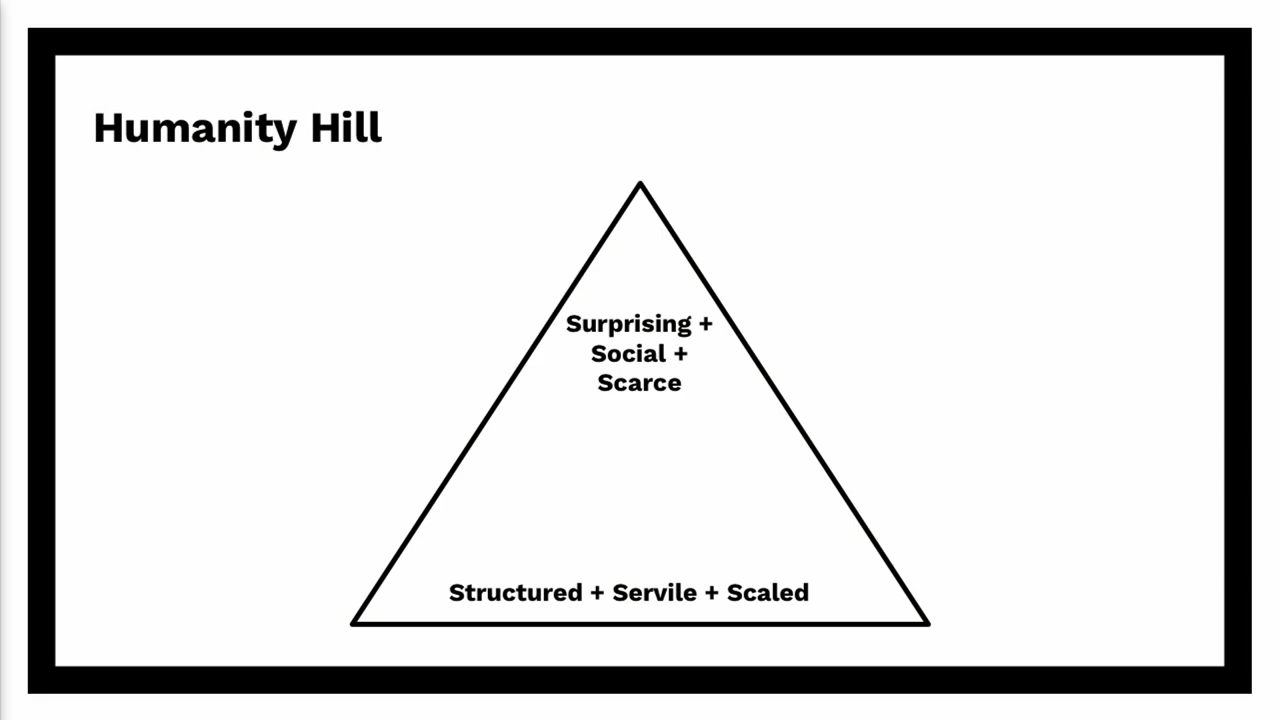 Humanity Hill
Surprising +
Social +
Scarce
Structured + Servile + Scaled